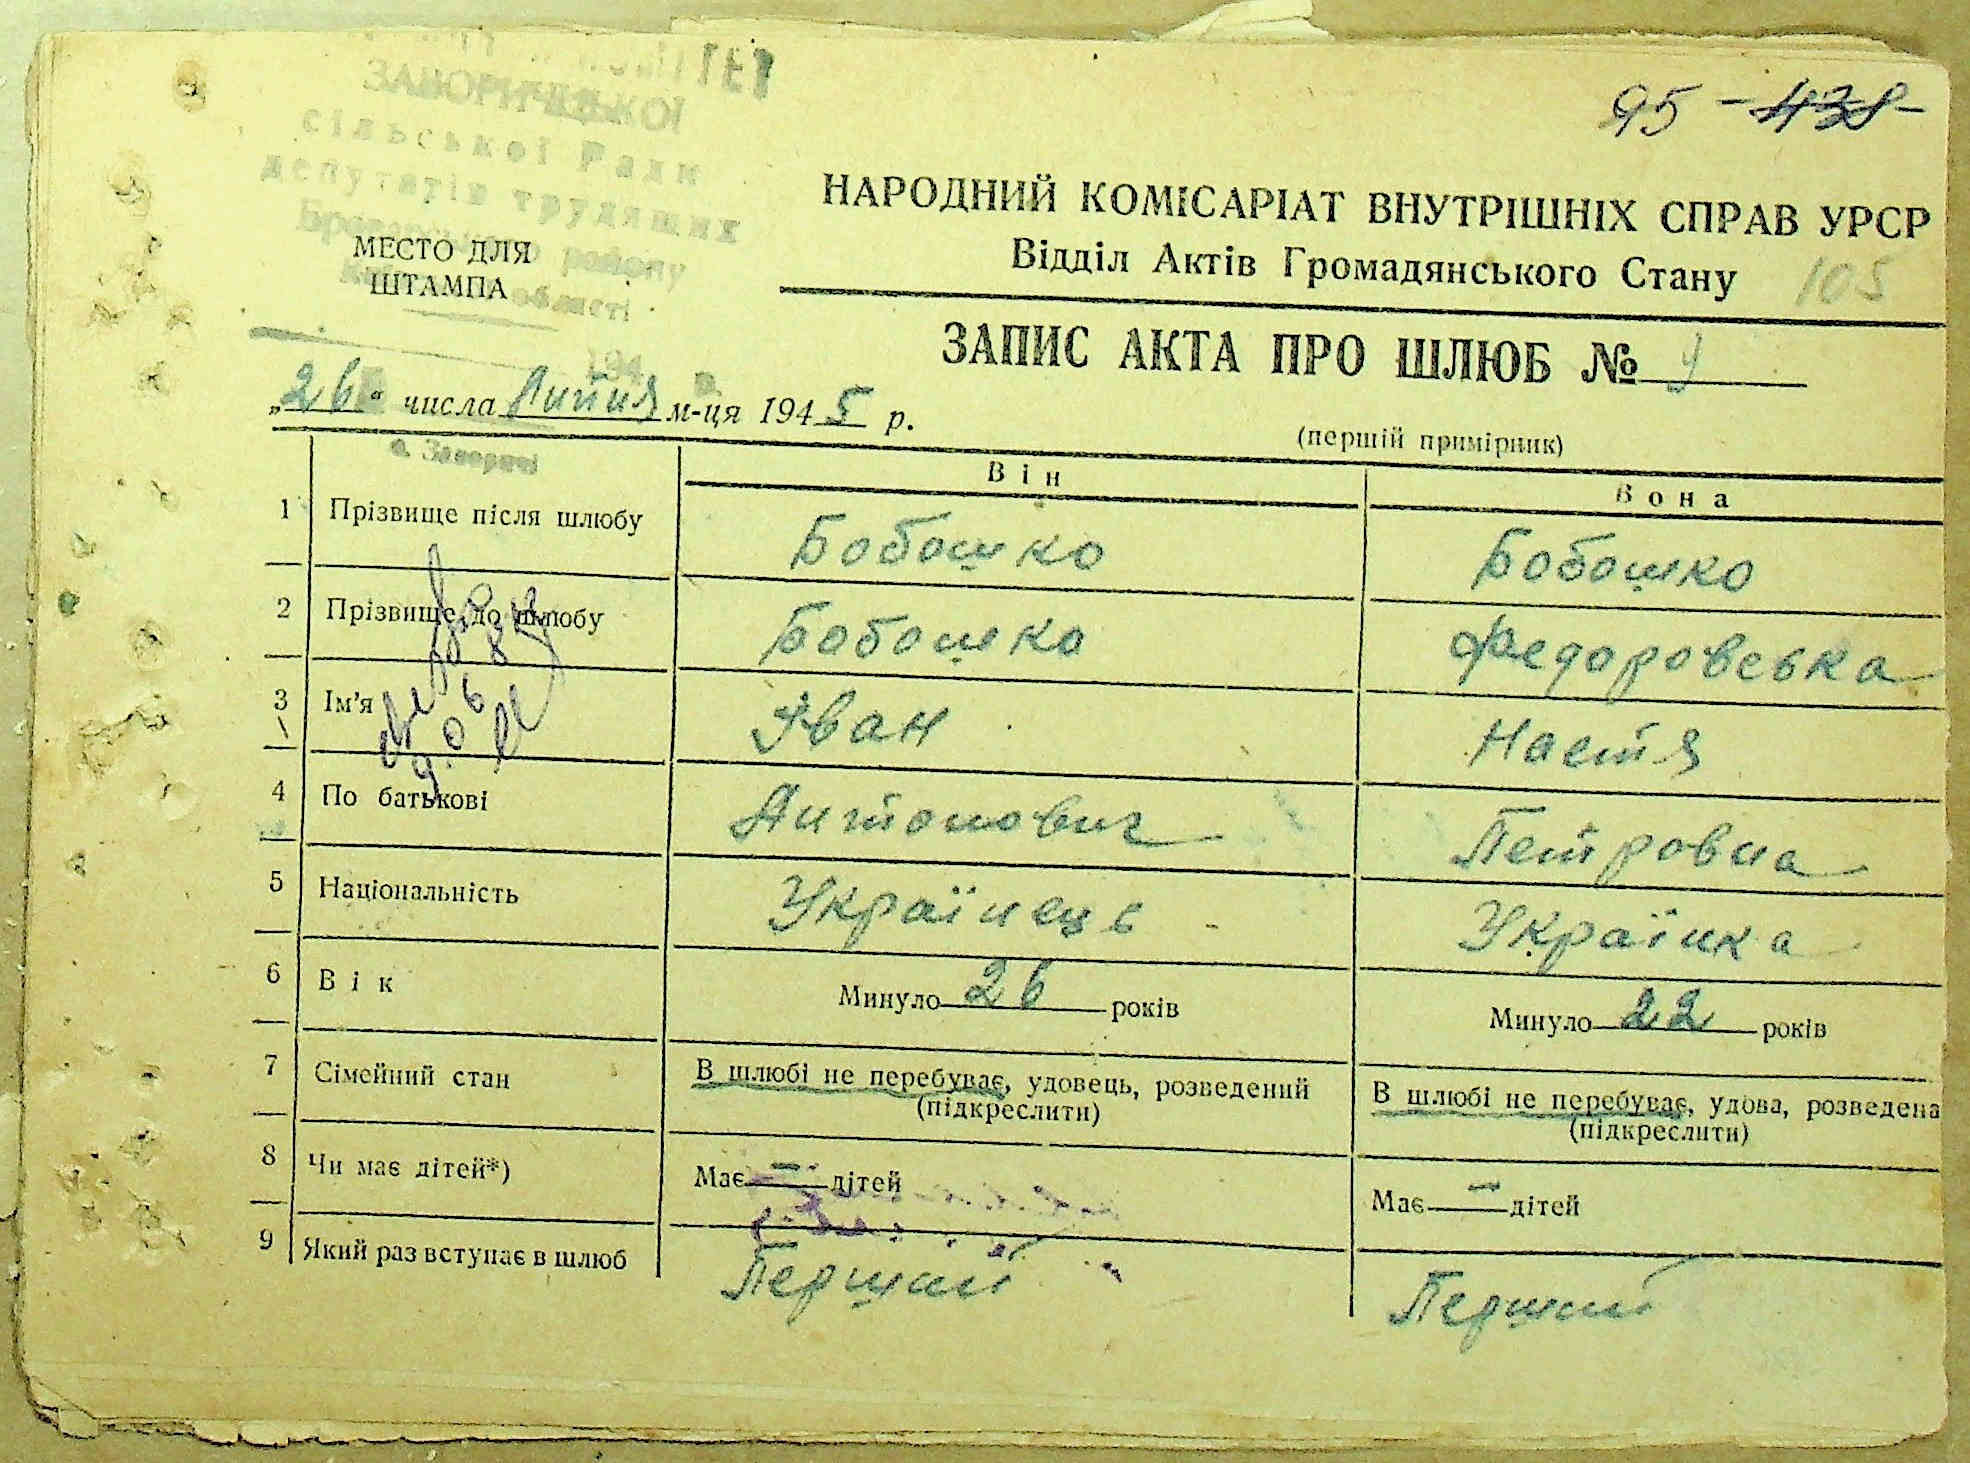 ЗАВОРИЧСЬКОЇ
сільської Ради
депутатів трудящих
району
області
МЕСТО ДЛЯ
ШТАМПА
95 - 438 -
НАРОДНИЙ КОМІСАРІАТ ВНУТРІШНІХ СПРАВ УРСР
Відділ Актів Громадянського Стану 105
ЗАПИС АКТА ПРО ШЛЮБ № 9
194 р.
„26“ числа Липня м-ця 1945 р.
(перший примірник)
с. Заворичі
Він Вона
1 Прізвище після шлюбу Бобошко Бобошко
2 Прізвище до шлюбу Бобошко Федоровська
3 Ім'я Іван Настя
4 По батькові Антонович Петровна
5 Національність Українець Українка
6 Вік Минуло 26 років Минуло 22 років
7 Сімейний стан В шлюбі не перебуває, удовець, розведений В шлюбі не перебуває, удова, розведена
(підкреслити) (підкреслити)
8 Чи має дітей*) Має — дітей Має — дітей
9 Який раз вступає в шлюб Перший Перший